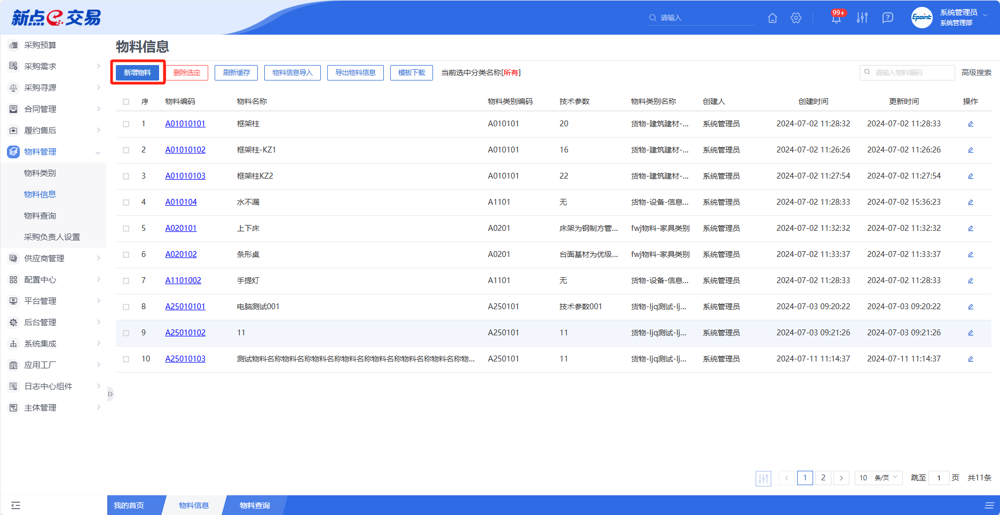 新点e交易
请输入
99+
Epoint
系统管理员
系统管理部
采购预算
采购需求
采购寻源
合同管理
履约售后
物料管理
物料类别
物料信息
物料查询
采购负责人设置
供应商管理
配置中心
平台管理
后台管理
系统集成
应用工厂
日志中心组件
主体管理
物料信息
新增物料 删除选定 刷新缓存 物料信息导入 导出物料信息 模板下载 当前选中分类名称[所有] 请输入物料编码 高级搜索
序 物料编码 物料名称 物料类别编码 技术参数 物料类别名称 创建人 创建时间 更新时间 操作
1 A01010101 框架柱 A010101 20 货物-建筑建材-... 系统管理员 2024-07-02 11:28:32 2024-07-02 11:28:33
2 A01010102 框架柱-KZ1 A010101 16 货物-建筑建材-... 系统管理员 2024-07-02 11:26:26 2024-07-02 11:26:26
3 A01010103 框架柱KZ2 A010101 22 货物-建筑建材-... 系统管理员 2024-07-02 11:27:54 2024-07-02 11:27:54
4 A010104 水不漏 A1101 无 货物-设备-信息... 系统管理员 2024-07-02 11:28:33 2024-07-02 15:36:23
5 A020101 上下床 A0201 床架为钢制方管... fwj物料-家具类别 系统管理员 2024-07-02 11:32:32 2024-07-02 11:32:32
6 A020102 条形桌 A0201 台面基材为优级... fwj物料-家具类别 系统管理员 2024-07-02 11:33:37 2024-07-02 11:33:37
7 A1101002 手提灯 A1101 无 货物-设备-信息... 系统管理员 2024-07-02 11:28:33 2024-07-02 11:28:33
8 A25010101 电脑测试001 A250101 技术参数001 货物-ljq测试-lj... 系统管理员 2024-07-03 09:20:22 2024-07-03 09:20:22
9 A25010102 11 A250101 11 货物-ljq测试-lj... 系统管理员 2024-07-03 09:21:26 2024-07-03 09:21:26
10 A25010103 测试物料名称物料名称物料名称物料名称物料名称物料名称物料名称物... A250101 11 货物-ljq测试-lj... 系统管理员 2024-07-11 11:14:37 2024-07-11 11:14:37
1 2 10 条/页 跳至 1 页 共11条
我的首页 物料信息 物料查询